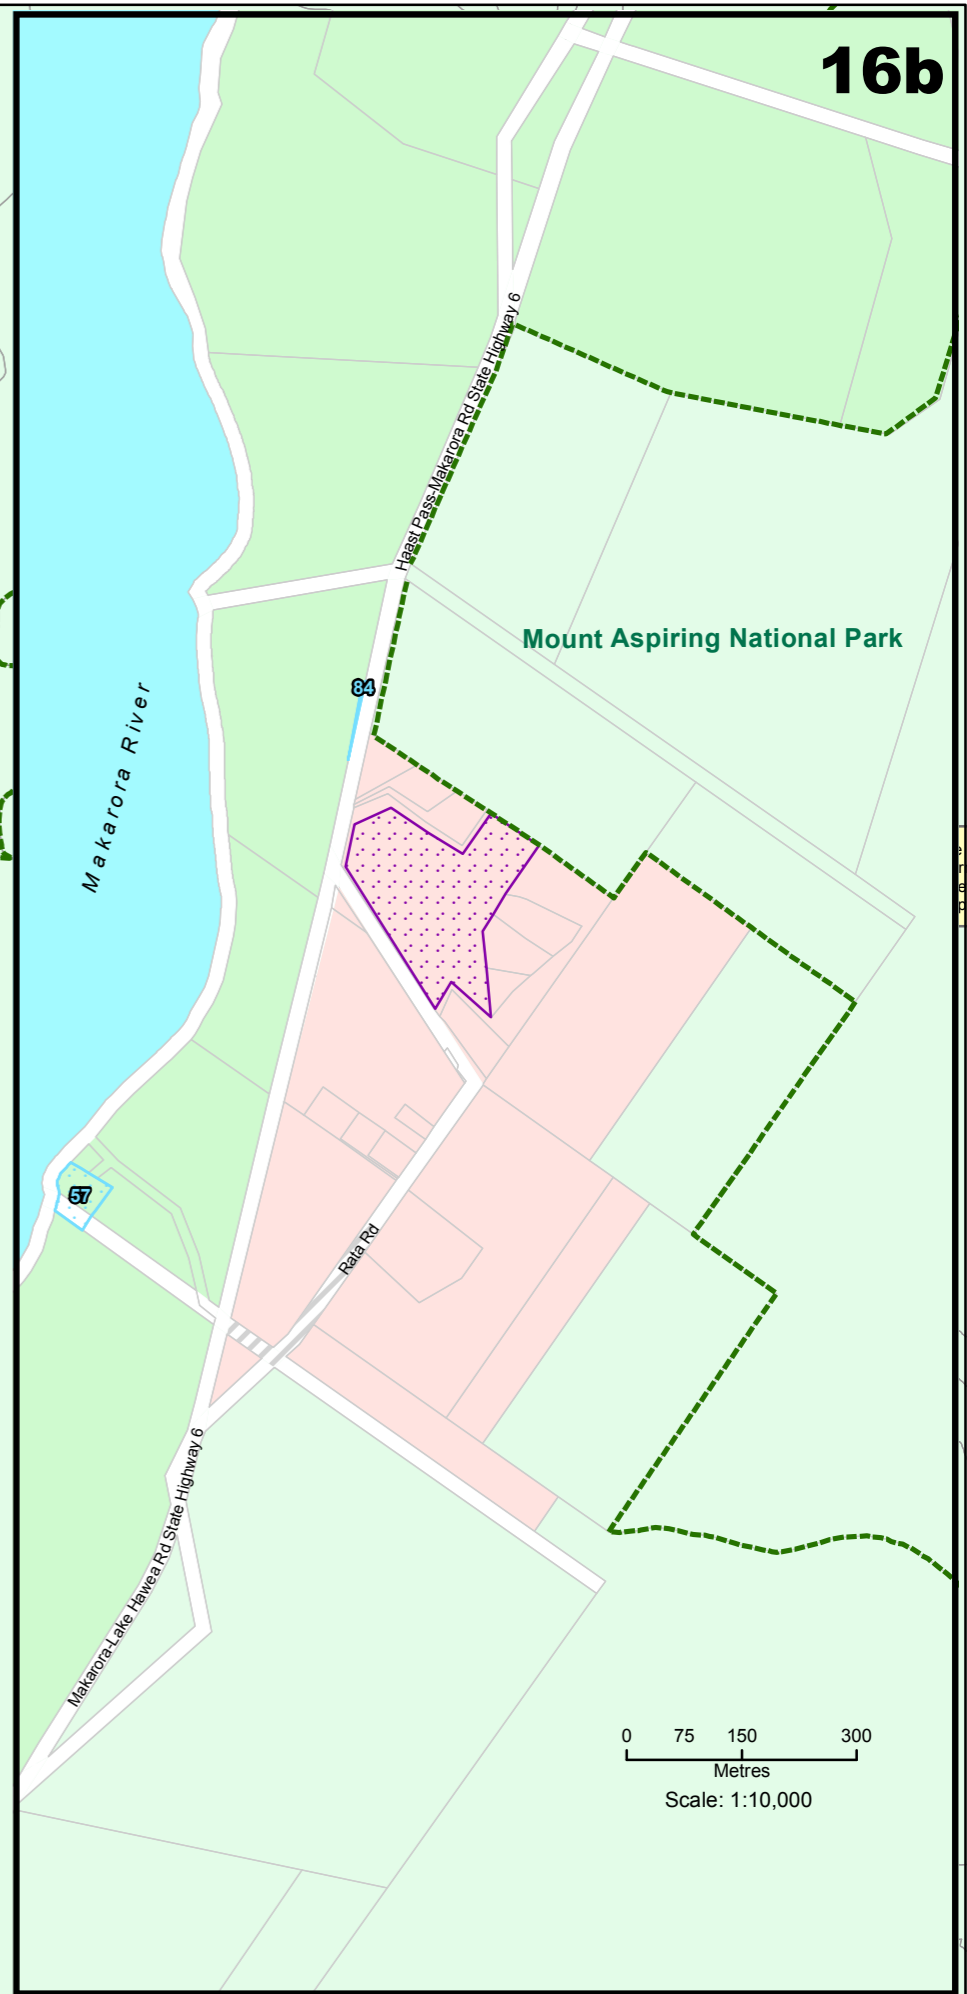 16b
Haast Pass-Makarora Rd State Highway 6
Mount Aspiring National Park
84
Makarora River
57
Rata Rd
Makarora-Lake Hawea Rd State Highway 6
0 75 150 300
Metres
Scale: 1:10,000